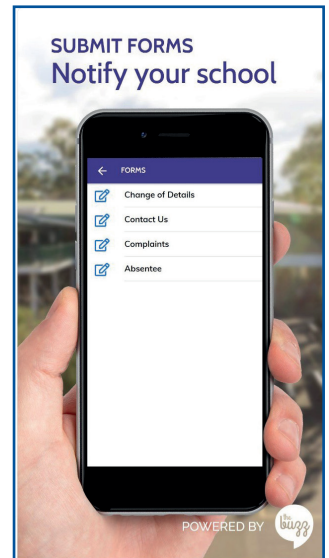 SUBMIT FORMS
Notify your school
FORMS
Change of Details
Contact Us
Complaints
Absentee
POWERED BY
the
buzz